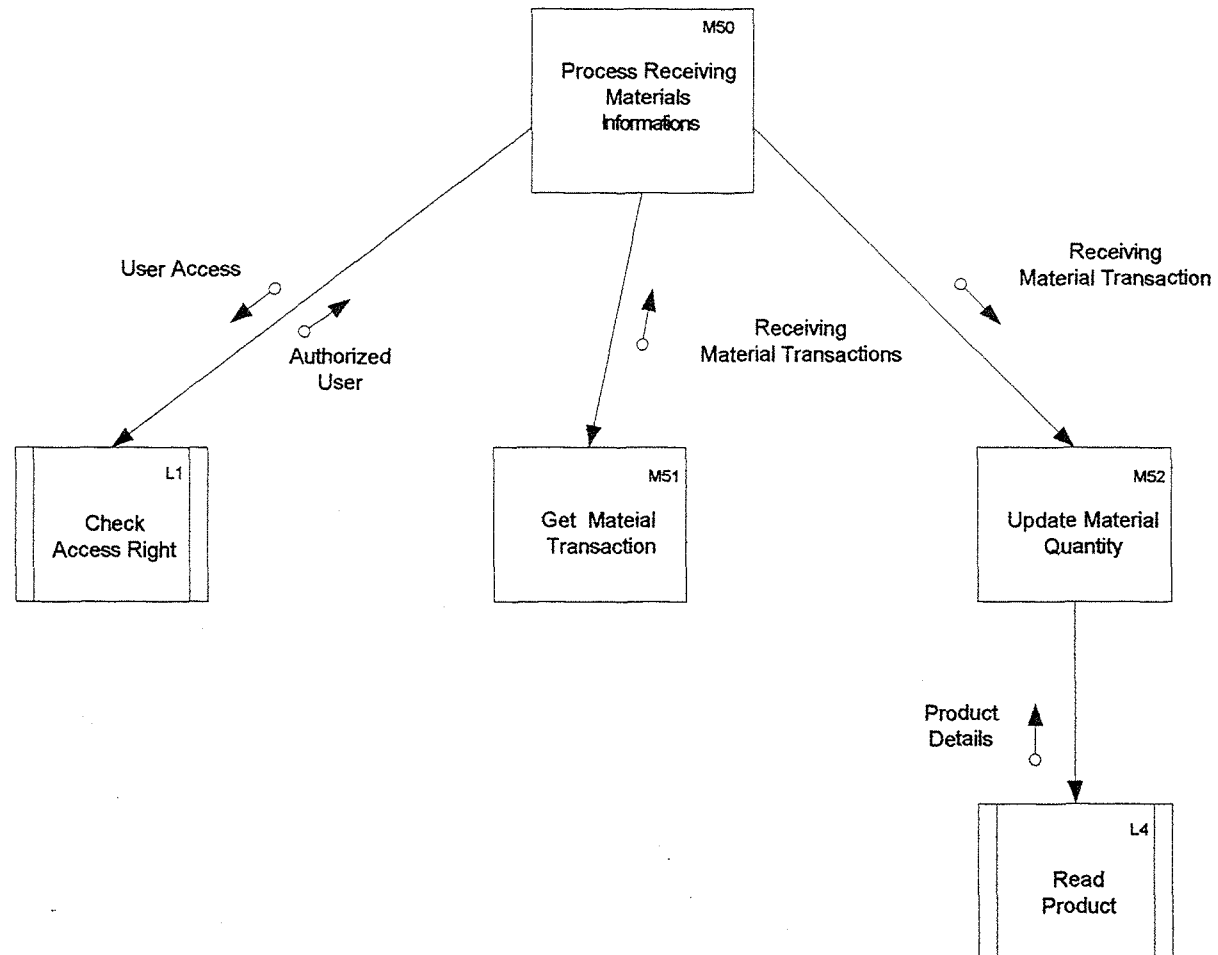 M50
Process Receiving
Materials
Informations
User Access
Authorized
User
Receiving
Material Transactions
Receiving
Material Transaction
L1
Check
Access Right
M51
Get Mateial
Transaction
M52
Update Material
Quantity
Product
Details
L4
Read
Product